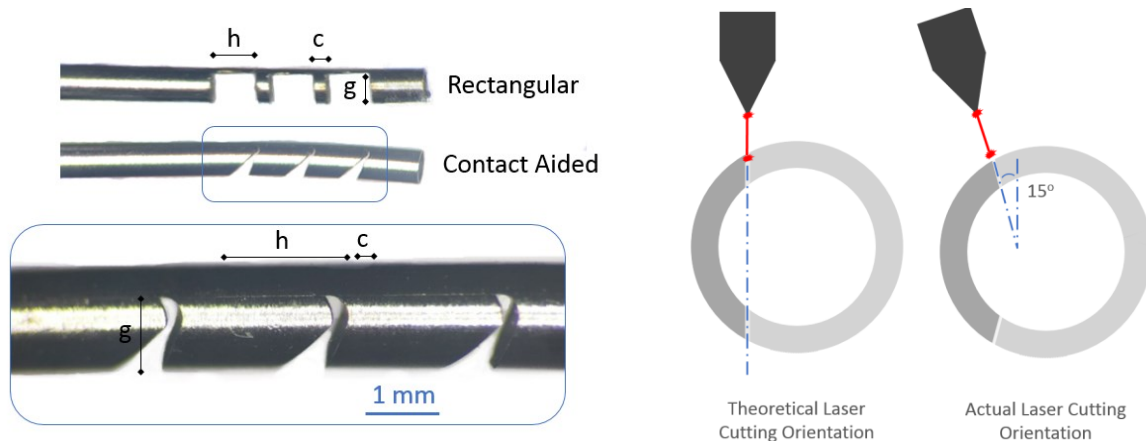 h
c
g
Rectangular
Contact Aided
h
c
g
1 mm
15°
Theoretical Laser
Cutting Orientation
Actual Laser Cutting
Orientation